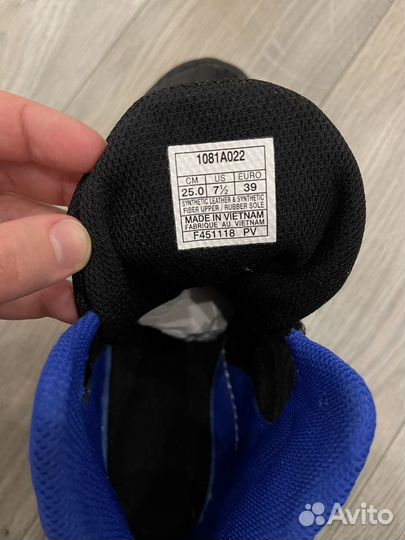 1081A022
CM US EURO
25.0 7½ 39
SYNTHETIC LEATHER & SYNTHETIC
FIBER UPPER / RUBBER SOLE
MADE IN VIETNAM
FABRIQUE AU VIETNAM
F451118 PV
Avito